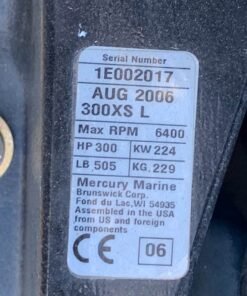 Serial Number
1E002017
AUG 2006
300XS L
Max RPM 6400
HP 300 KW 224
LB 505 KG. 229
Mercury Marine
Brunswick Corp.
Fond du Lac, WI 54935
Assembled in the USA
from US and foreign
components
CE 06